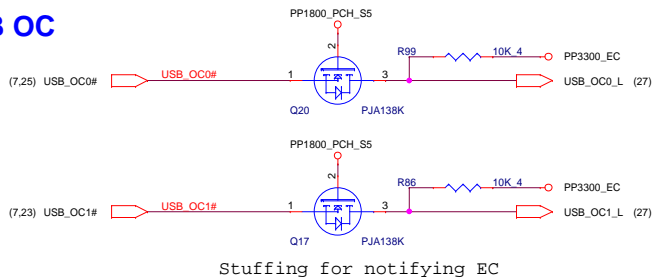 B OC
PP1800_PCH_S5
2
R99 10K_4 PP3300_EC
(7,25) USB_OC0# USB_OC0# 1 3 USB_OC0_L (27)
Q20 PJA138K
PP1800_PCH_S5
2
R86 10K_4 PP3300_EC
(7,23) USB_OC1# USB_OC1# 1 3 USB_OC1_L (27)
Q17 PJA138K
Stuffing for notifying EC